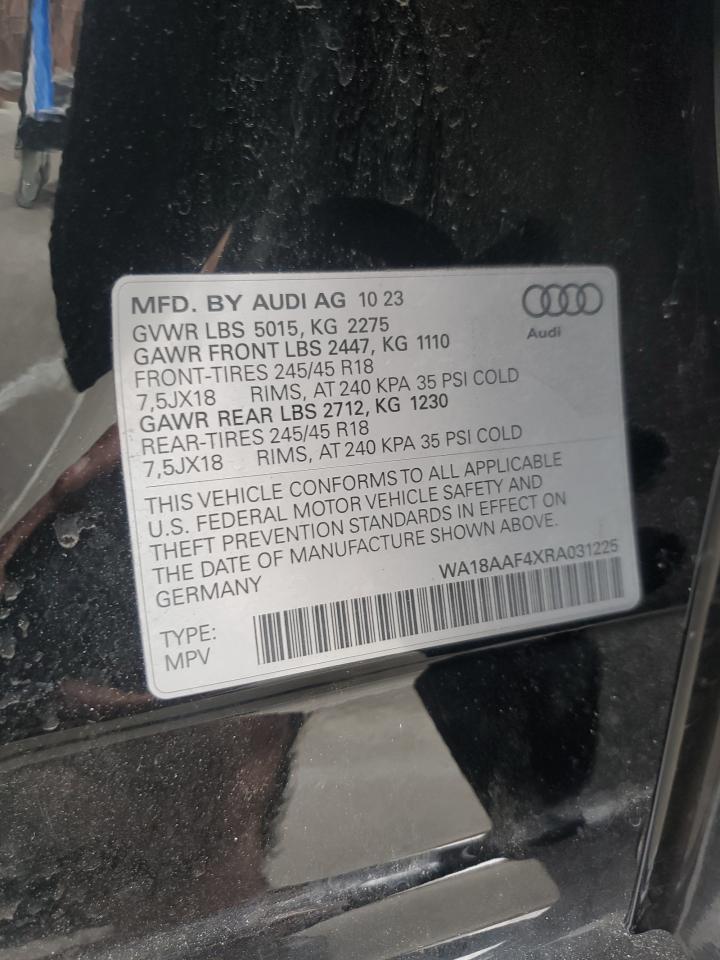 MFD. BY AUDI AG 10 23
Audi
GVWR LBS 5015, KG 2275
GAWR FRONT LBS 2447, KG 1110
FRONT-TIRES 245/45 R18
7,5JX18 RIMS, AT 240 KPA 35 PSI COLD
GAWR REAR LBS 2712, KG 1230
REAR-TIRES 245/45 R18
7,5JX18 RIMS, AT 240 KPA 35 PSI COLD
THIS VEHICLE CONFORMS TO ALL APPLICABLE
U.S. FEDERAL MOTOR VEHICLE SAFETY AND
THEFT PREVENTION STANDARDS IN EFFECT ON
THE DATE OF MANUFACTURE SHOWN ABOVE.
GERMANY
WA18AAF4XRA031225
TYPE:
MPV